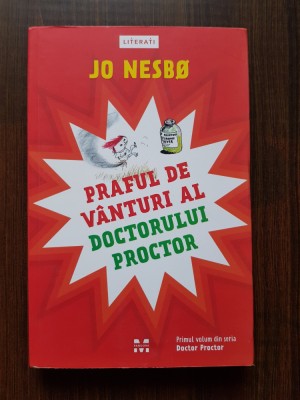 LITERATI
JO NESBØ
PRAFUL DE
VÂNTURI AL
DOCTORULUI
PROCTOR
Primul volum din seria
Doctor Proctor